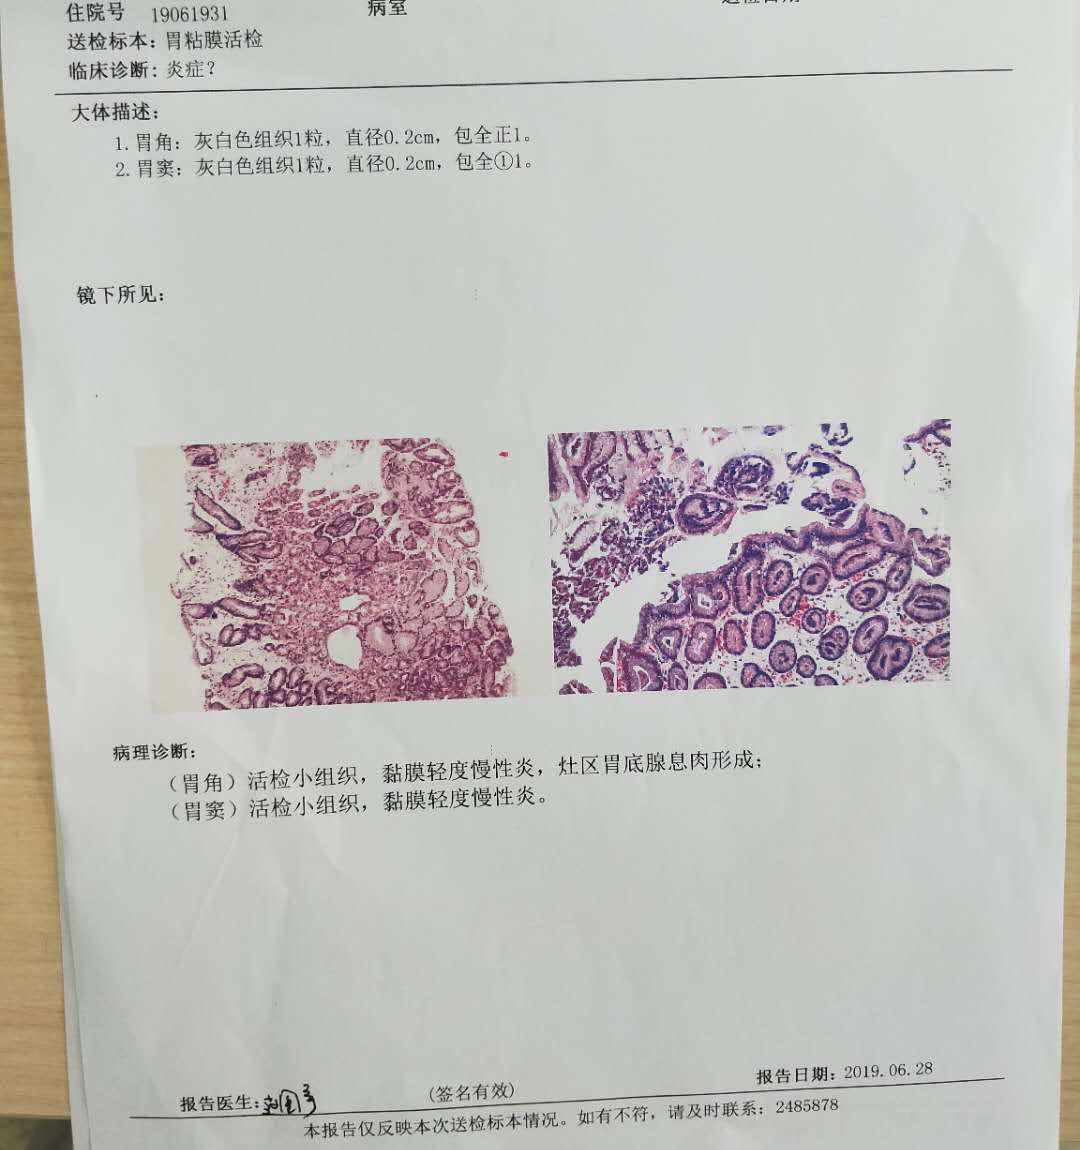 住院号 19061931 病室
送检标本：胃粘膜活检
临床诊断：炎症？
大体描述：
1.胃角：灰白色组织1粒，直径0.2cm，包全正1。
2.胃窦：灰白色组织1粒，直径0.2cm，包全①1。
镜下所见：
病理诊断：
（胃角）活检小组织，黏膜轻度慢性炎，灶区胃底腺息肉形成；
（胃窦）活检小组织，黏膜轻度慢性炎。
报告日期：2019.06.28
报告医生： (签名有效)
本报告仅反映本次送检标本情况。如有不符，请及时联系：2485878